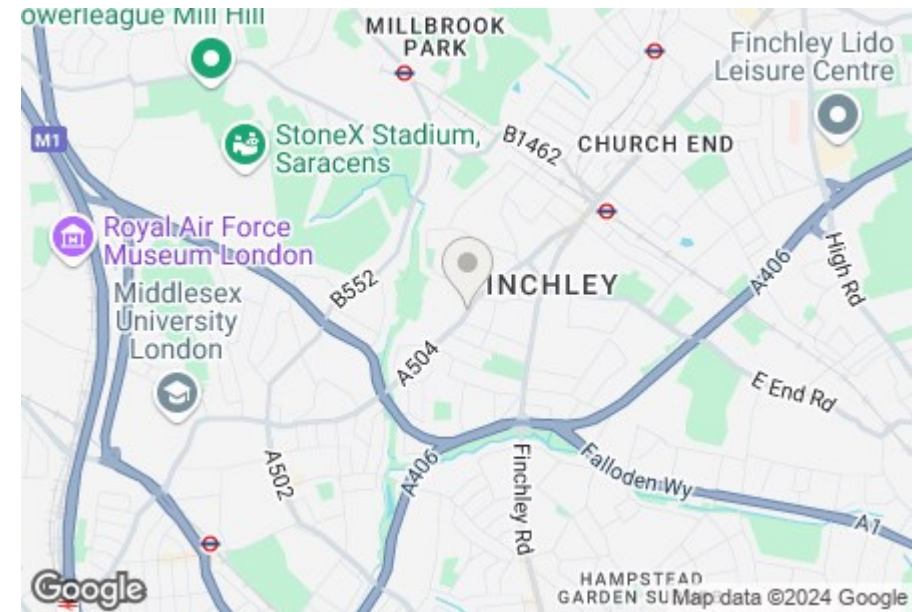 owerleague Mill Hill
MILLBROOK
PARK
Finchley Lido
Leisure Centre
M1
StoneX Stadium,
Saracens
B1462
CHURCH END
Royal Air Force
Museum London
INCHLEY
A406
High Rd
Middlesex
University
London
B552
A504
E End Rd
A502
A406
Finchley Rd
Falloden Wy
A1
HAMPSTEAD
GARDEN SU
Google
Map data ©2024 Google